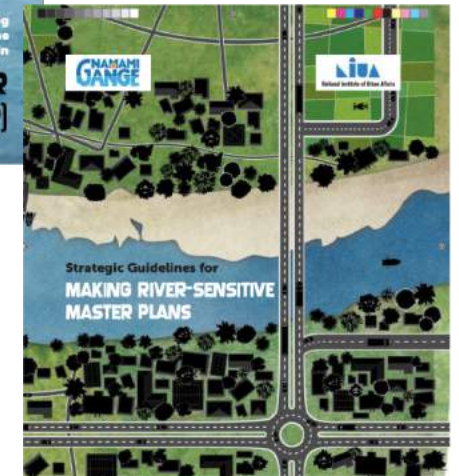 NAMAMI
GANGE
NIUA
National Institute of Urban Affairs
Strategic Guidelines for
MAKING RIVER-SENSITIVE
MASTER PLANS